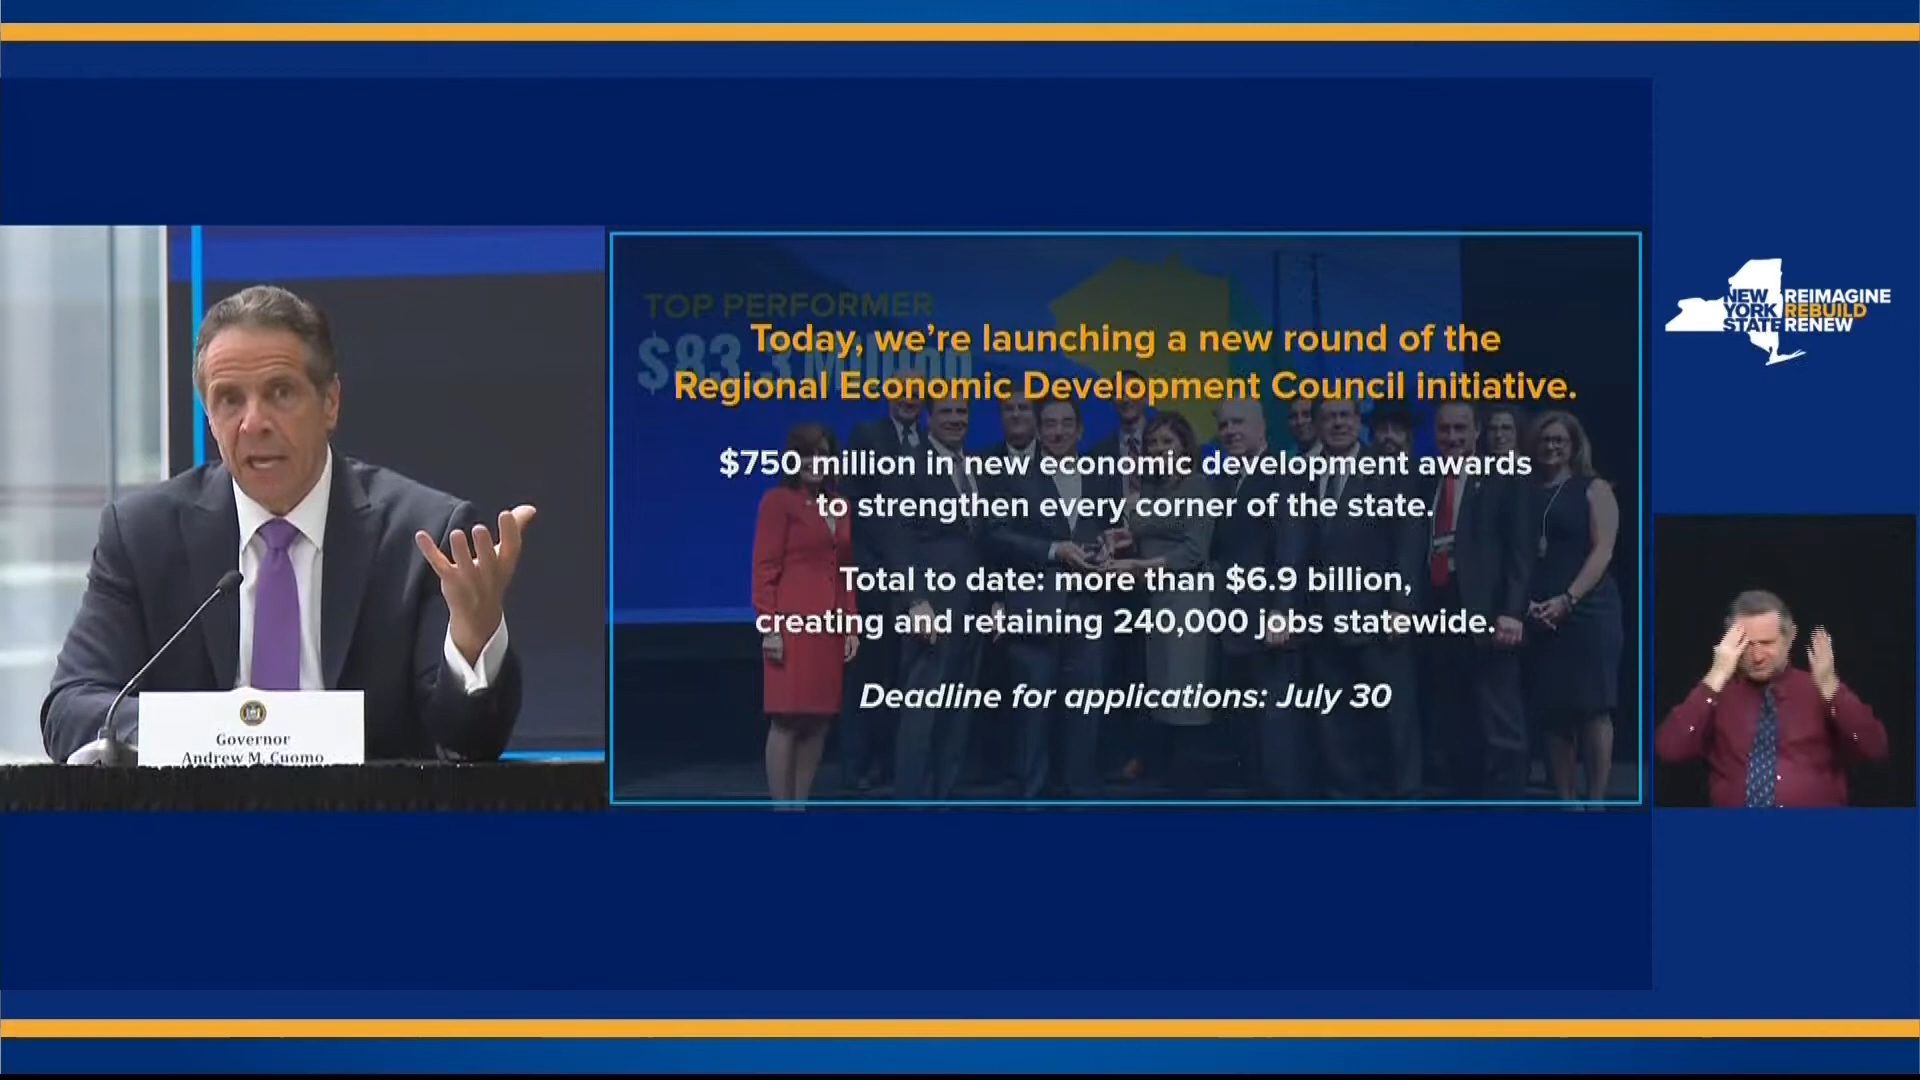 Governor
Andrew M. Cuomo
TOP PERFORMER
$83.3 Million
Today, we're launching a new round of the
Regional Economic Development Council initiative.
$750 million in new economic development awards
to strengthen every corner of the state.
Total to date: more than $6.9 billion,
creating and retaining 240,000 jobs statewide.
Deadline for applications: July 30
NEW
YORK
STATE
REIMAGINE
REBUILD
RENEW